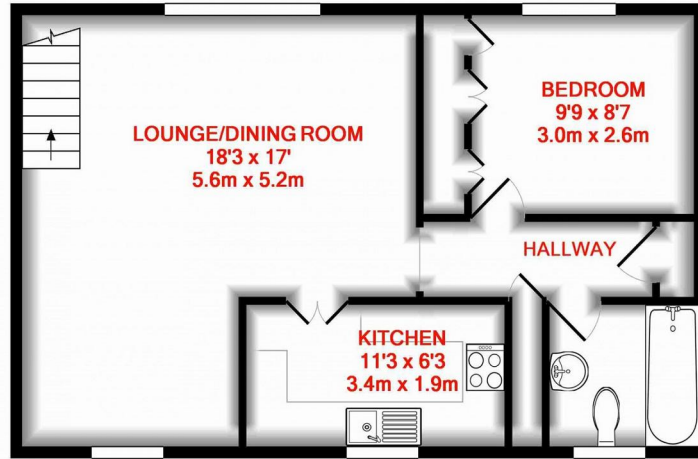 LOUNGE/DINING ROOM
18'3 x 17'
5.6m x 5.2m
BEDROOM
9'9 x 8'7
3.0m x 2.6m
HALLWAY
KITCHEN
11'3 x 6'3
3.4m x 1.9m